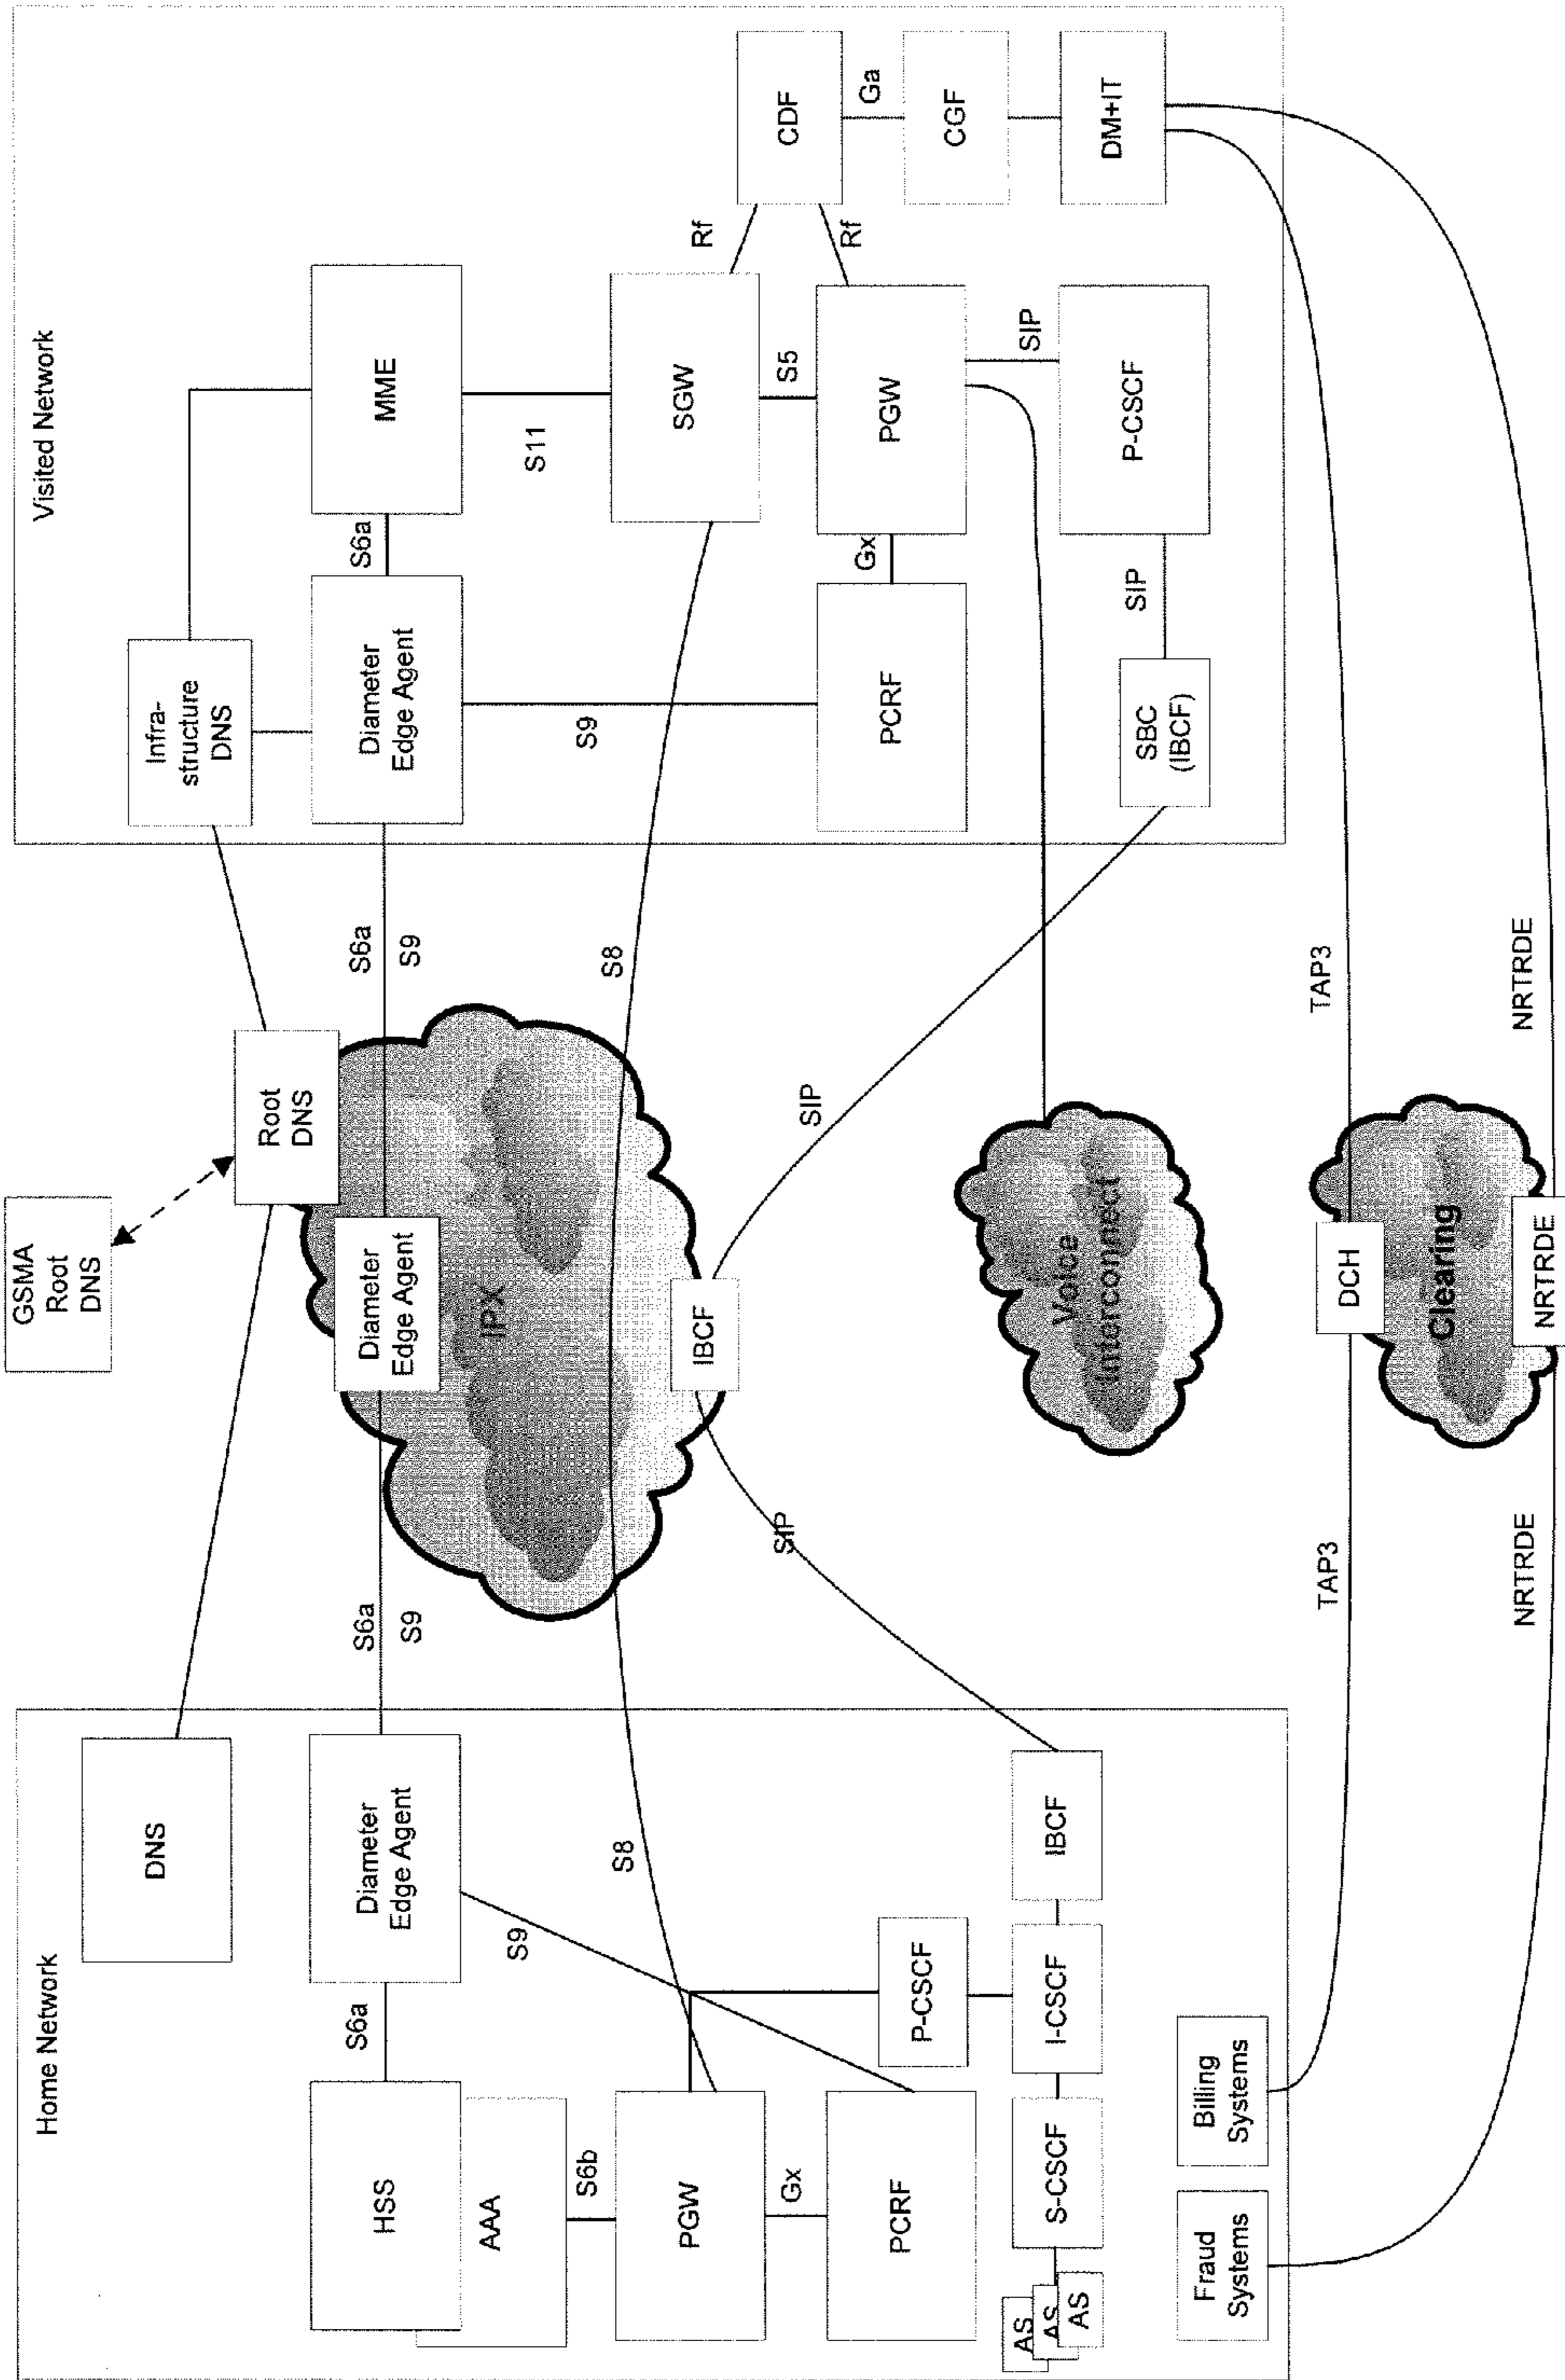 Home Network
DNS
HSS
AAA
S6a
Diameter
Edge Agent
S6b
S9
PGW
Gx
PCRF
S8
P-CSCF
AS
AS
AS
S-CSCF
I-CSCF
IBCF
Fraud
Systems
Billing
Systems
GSMA
Root
DNS
Root
DNS
S6a
S9
Diameter
Edge Agent
IPX
S6a
S9
S8
IBCF
SIP
SIP
Voice
Interconnect
TAP3
DCH
TAP3
Clearing
NRTRDE
NRTRDE
NRTRDE
Visited Network
Infra-
structure
DNS
Diameter
Edge Agent
S6a
MME
S11
S9
SGW
Rf
CDF
S5
Rf
Ga
PCRF
Gx
PGW
CGF
SIP
SBC
(IBCF)
SIP
P-CSCF
DM+IT